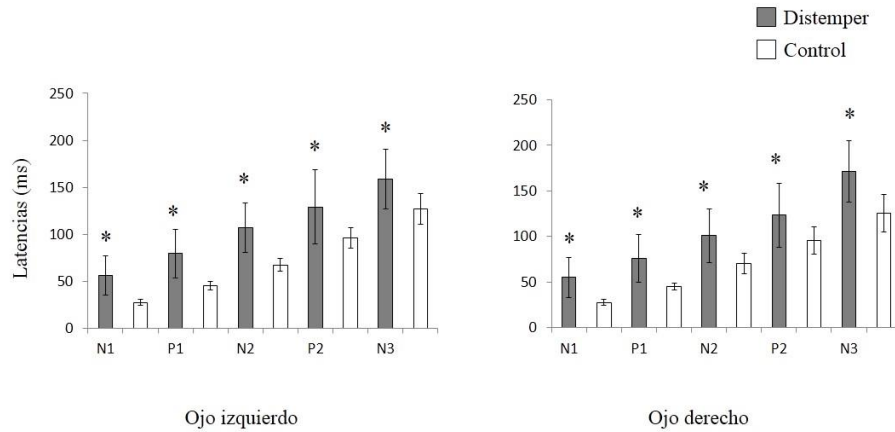 Distemper
Control
Latencias (ms)
250
200
150
100
50
0
* * * * *
N1 P1 N2 P2 N3
Ojo izquierdo
250
200
150
100
50
0
* * * * *
N1 P1 N2 P2 N3
Ojo derecho